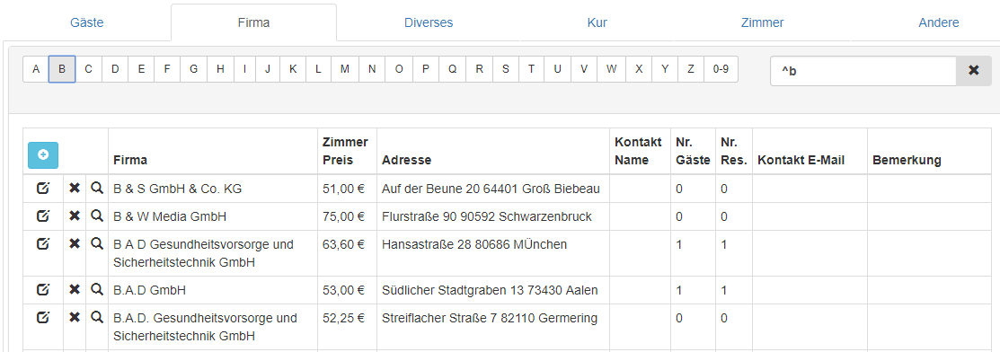 Gäste Firma Diverses Kur Zimmer Andere
A B C D E F G H I J K L M N O P Q R S T U V W X Y Z 0-9 ^b
Firma Zimmer Preis Adresse Kontakt Name Nr. Gäste Nr. Res. Kontakt E-Mail Bemerkung
B & S GmbH & Co. KG 51,00 € Auf der Beune 20 64401 Groß Biebeau 0 0
B & W Media GmbH 75,00 € Flurstraße 90 90592 Schwarzenbruck 0 0
B A D Gesundheitsvorsorge und 63,60 € Hansastraße 28 80686 MÜnchen 1 1
Sicherheitstechnik GmbH
B.A.D GmbH 53,00 € Südlicher Stadtgraben 13 73430 Aalen 1 1
B.A.D. Gesundheitsvorsorge und 52,25 € Streiflacher Straße 7 82110 Germering 0 0
Sicherheitstechnik GmbH